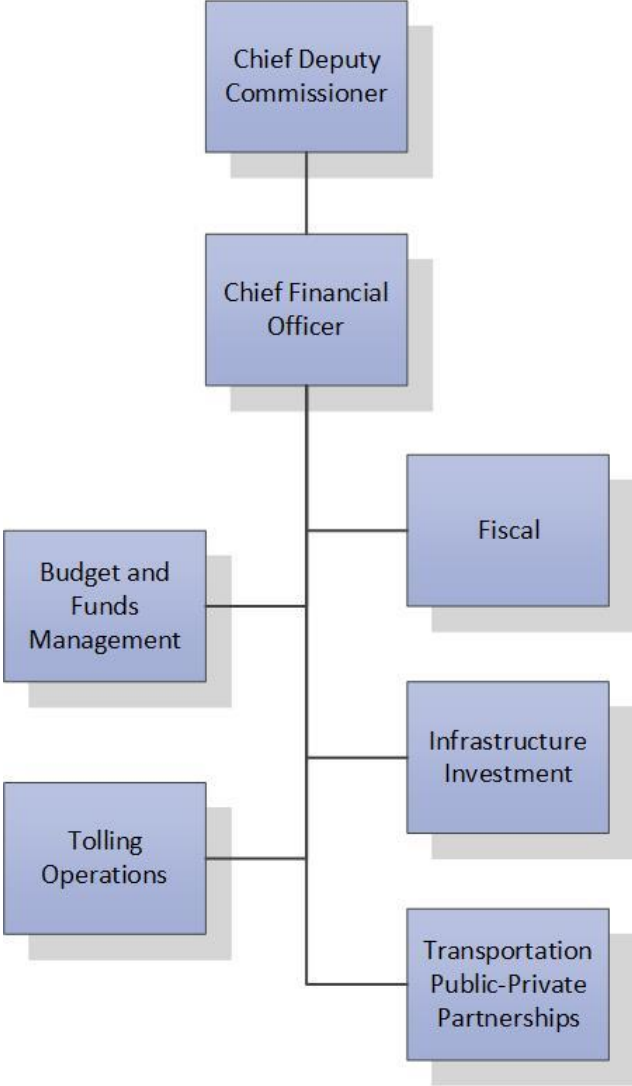 Chief Deputy
Commissioner
Chief Financial
Officer
Fiscal
Budget and
Funds
Management
Infrastructure
Investment
Tolling
Operations
Transportation
Public-Private
Partnerships